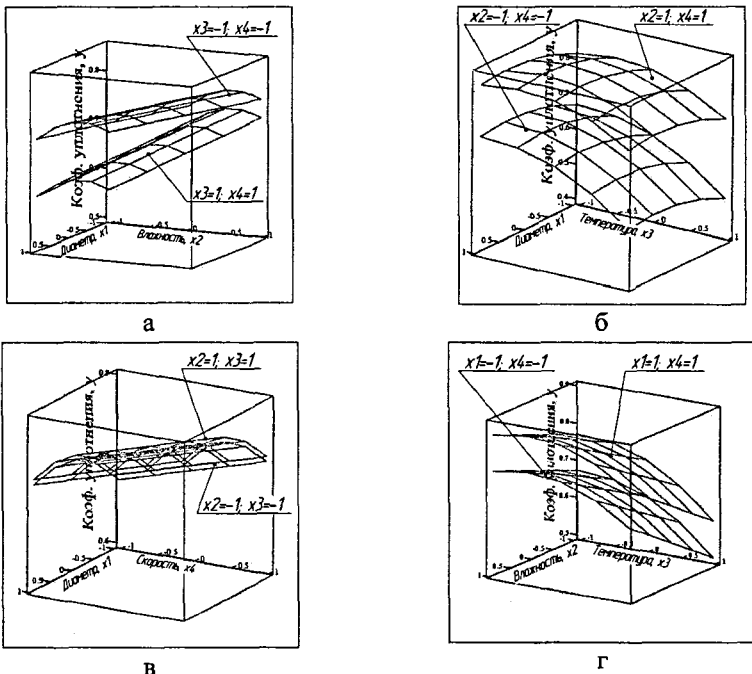 x3=-1; x4=-1
Коэф. уплотнения, у
x3=1; x4=1
Диаметр, x1
Влажность, x2
а
x2=-1; x4=-1
x2=1; x4=1
Коэф. уплотнения, у
Диаметр, x1
Температура, x3
б
x2=1; x3=1
Коэф. уплотнения, у
x2=-1; x3=-1
Диаметр, x1
Скорость, x4
в
x1=-1; x4=-1
x1=1; x4=1
Коэф. уплотнения, у
Влажность, x2
Температура, x3
г